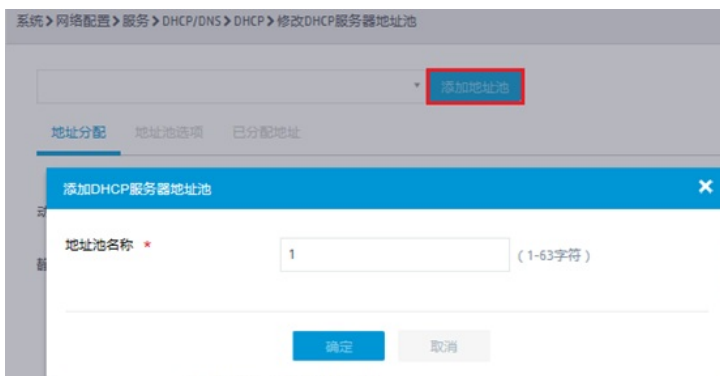 系统>网络配置>服务>DHCP/DNS>DHCP>修改DHCP服务器地址池
添加地址池
地址分配 地址池选项 已分配地址
添加DHCP服务器地址池 ×
地址池名称 * 1 (1-63字符)
确定 取消